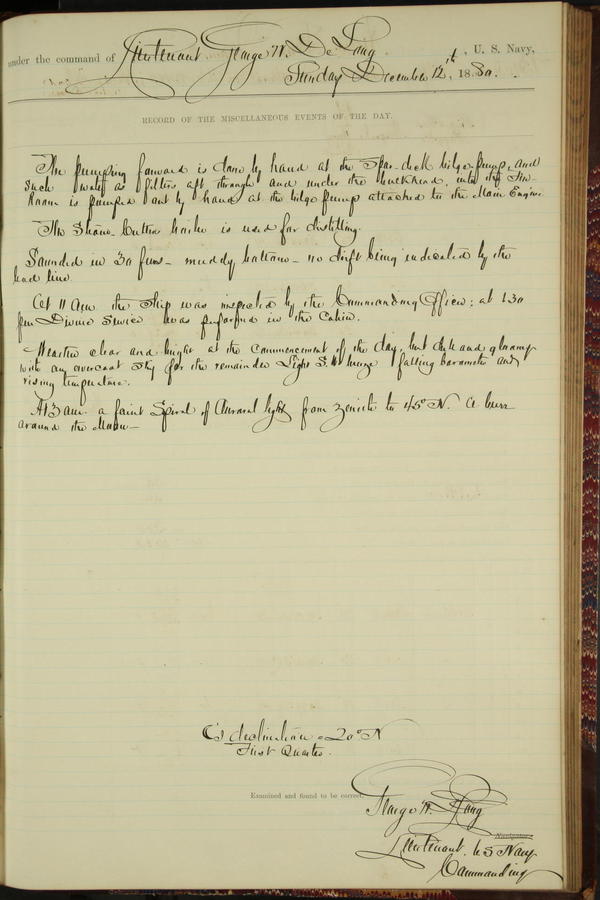 under the command of Lieutenant George W. De Long, U. S. Navy,
Sunday December 12th, 1880.
RECORD OF THE MISCELLANEOUS EVENTS OF THE DAY.
The pumping forward is done by hand at the Spar-deck bilge pump, and
such water as filters aft through and under the bulkhead, into the Fire-
Room is pumped out by hand at the bilge pump attached to the Main Engine.
The Steam-Cutter boiler is used for distilling.
Sounded in 30 fms - muddy bottom - no drift being indicated by the
lead line.
At 11 A.M. the ship was inspected by the Commanding Officer; at 1.30
pm Divine Service was performed in the Cabin.
Weather clear and bright at the commencement of the day, but dull and gloomy
with an overcast sky for the remainder Light S.W. breeze, falling barometer and
rising temperature.
At 3 am. a faint Spiral of Auroral light from zenith to 45° N. A burr
around the Moon -
☾'s declination = 20° N
First Quarter.
Examined and found to be correct.
George W. De Long
Navigator.
Lieutenant. U S Navy
Commanding